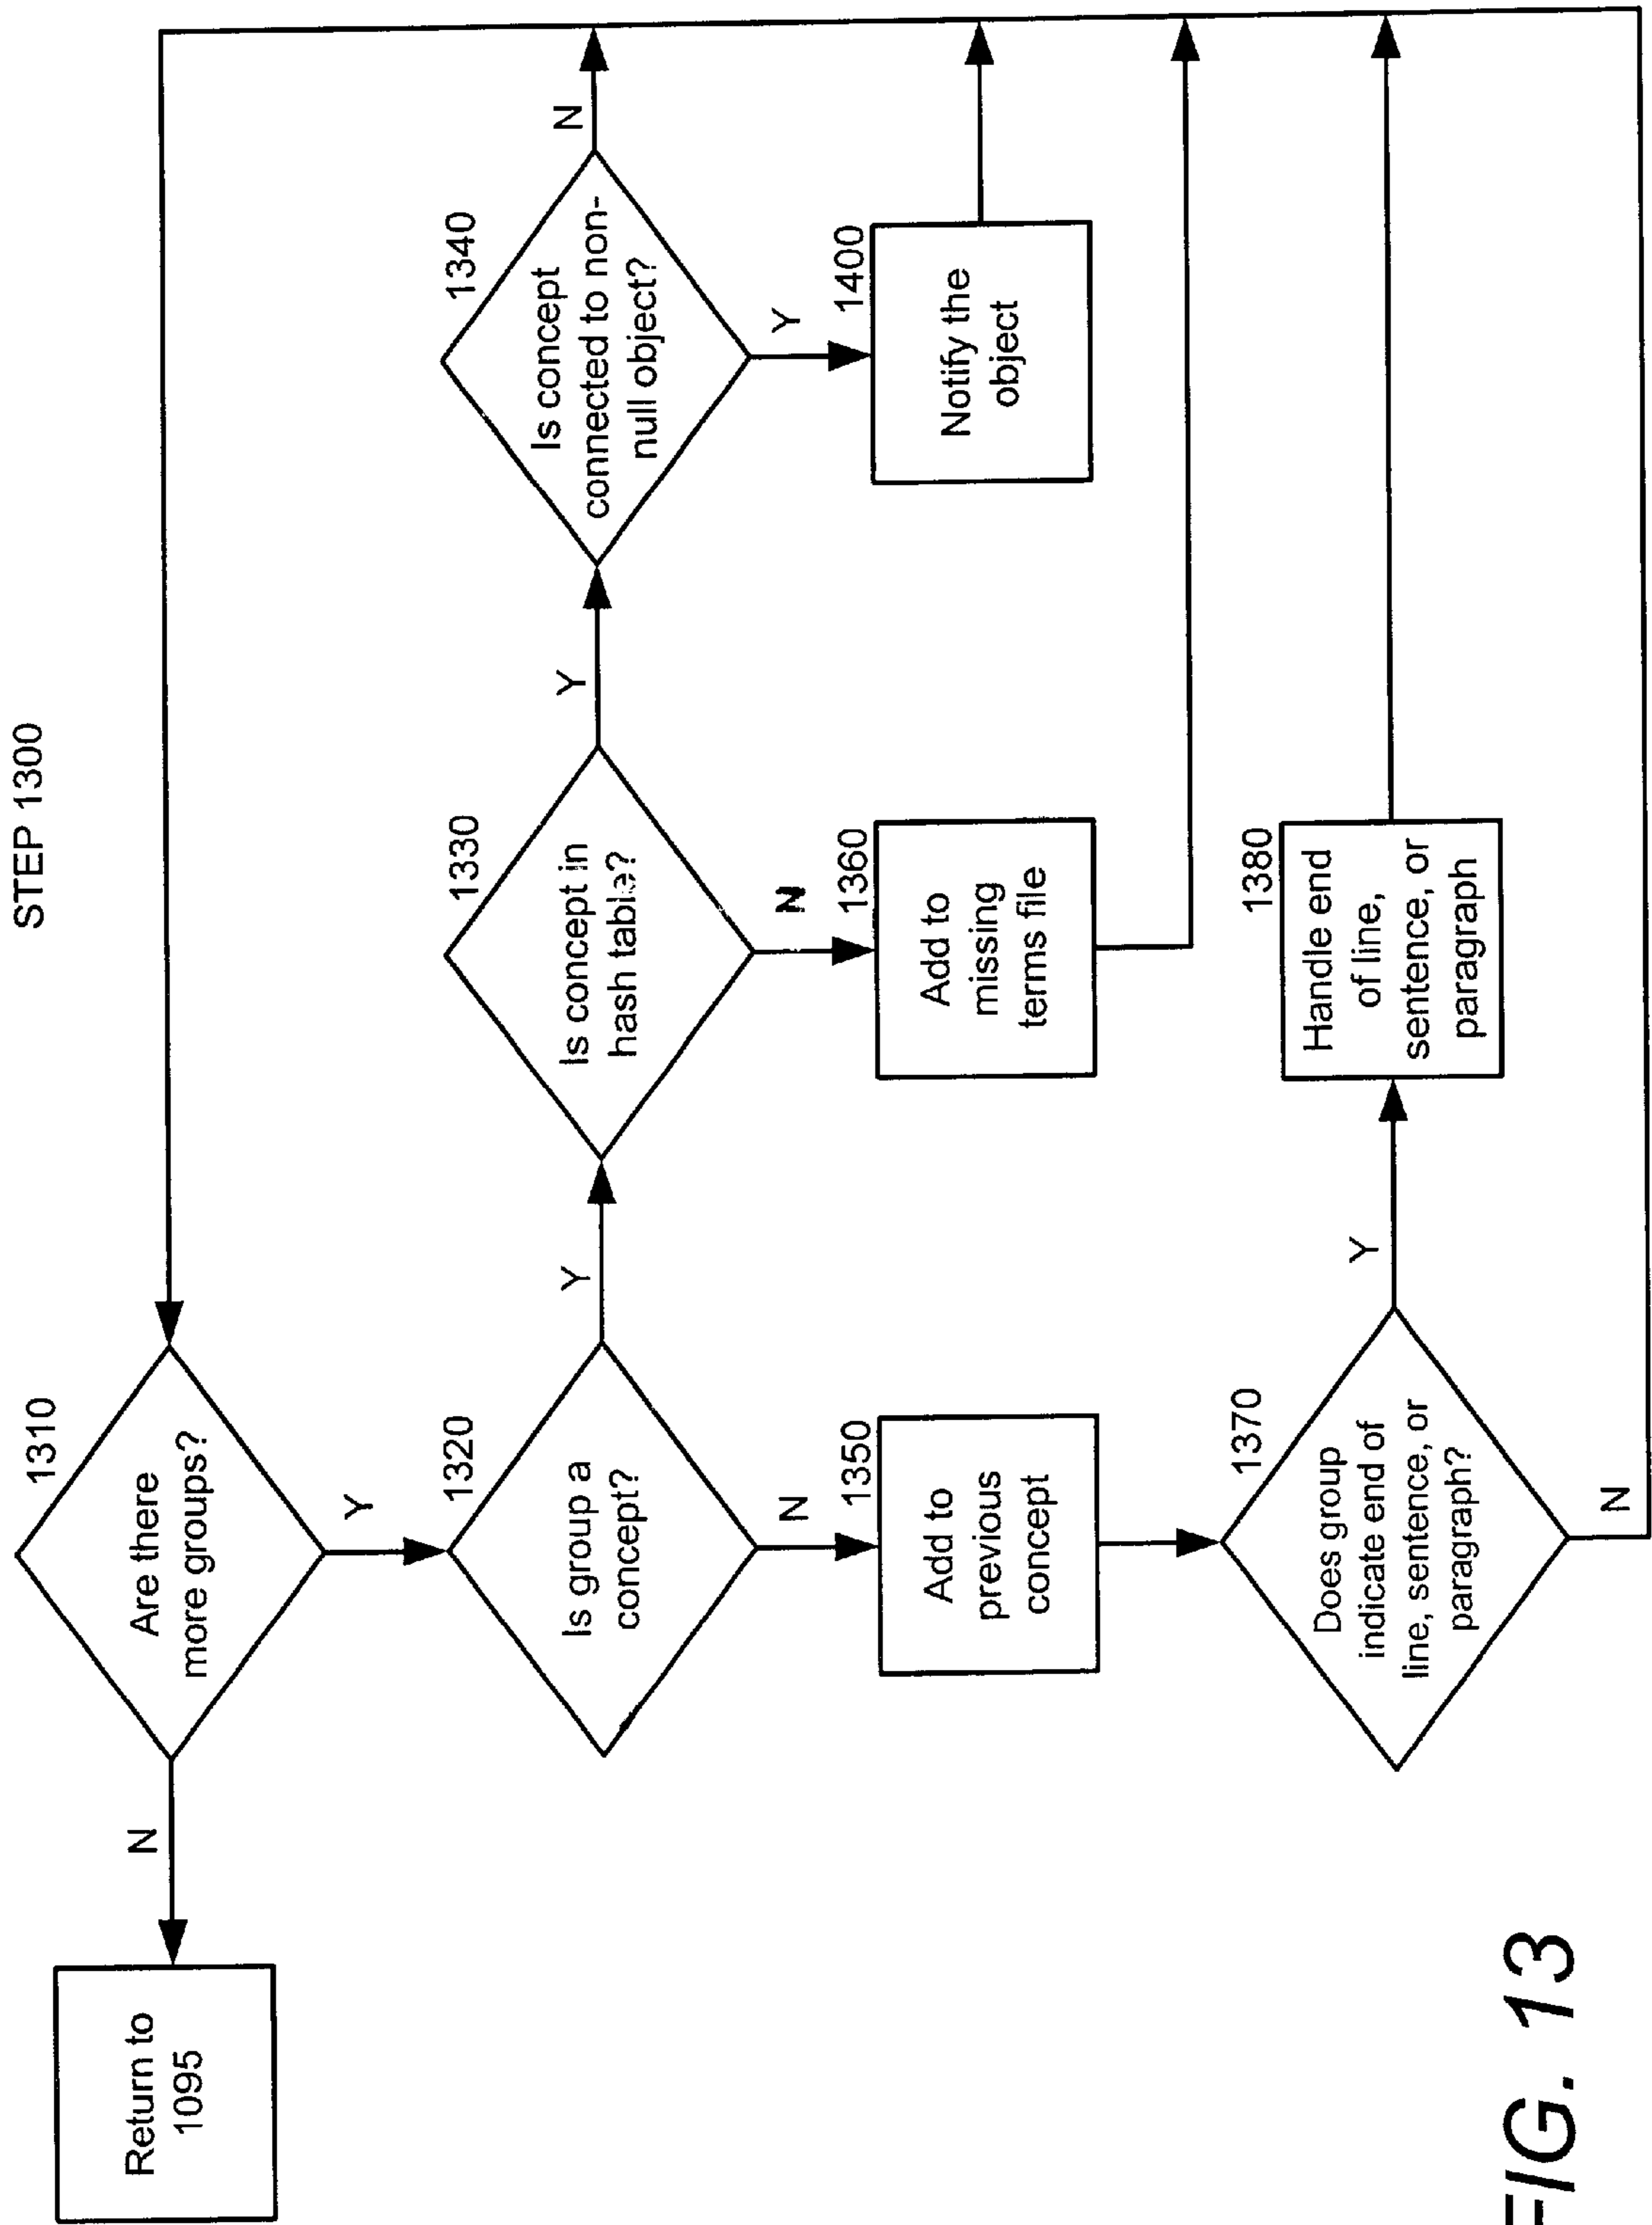 STEP 1300
Return to
1095
N
1310
Are there
more groups?
Y
1320
Is group a
concept?
Y
1330
Is concept in
hash table?
Y
1340
Is concept
connected to non-
null object?
N
N
1350
Add to
previous
concept
N
1360
Add to
missing
terms file
Y
1400
Notify the
object
1370
Does group
indicate end of
line, sentence, or
paragraph?
Y
1380
Handle end
of line,
sentence, or
paragraph
N
FIG. 13